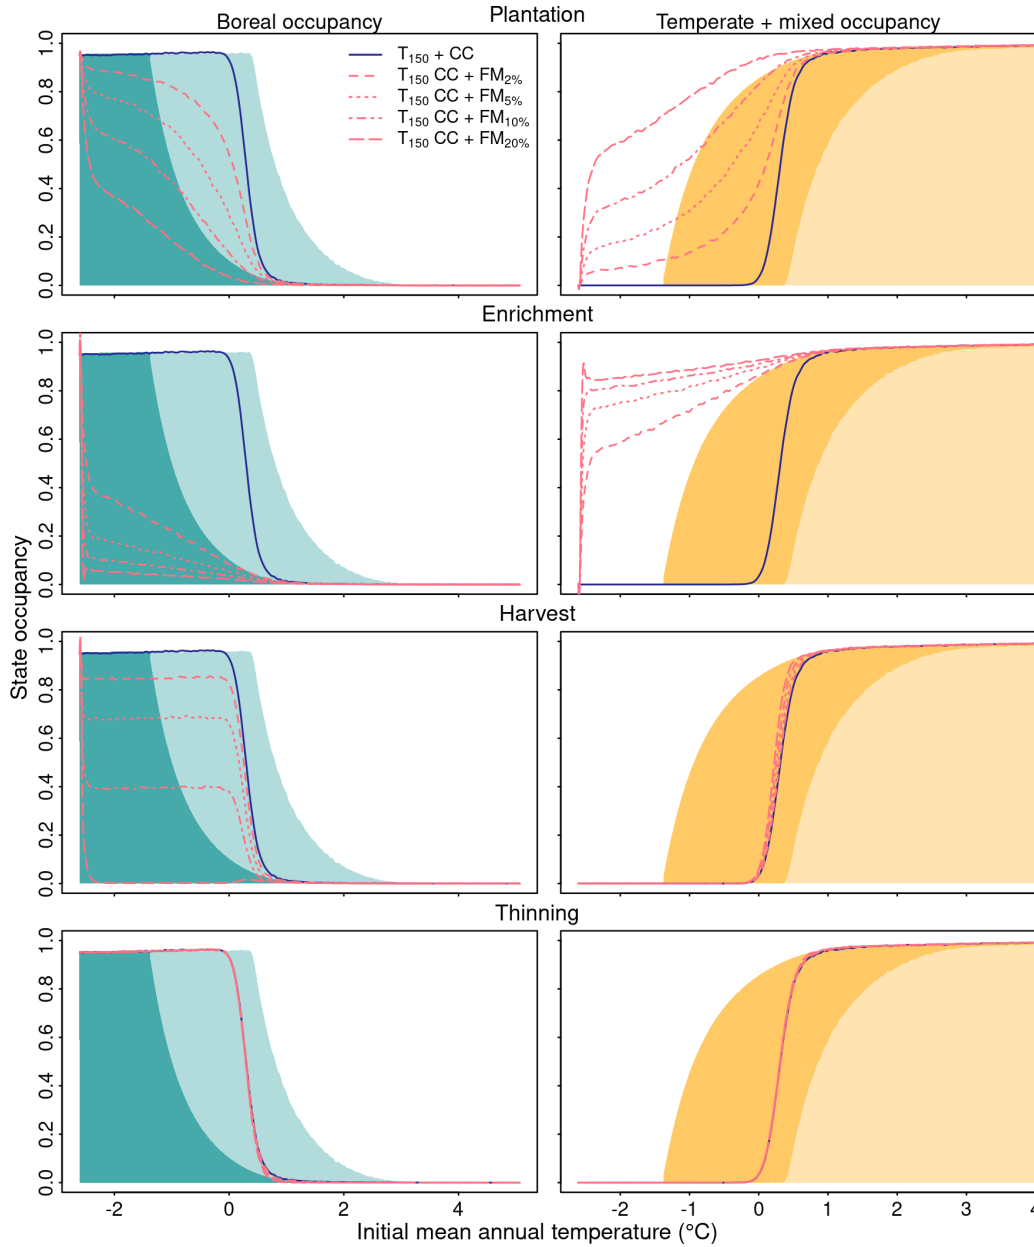 Plantation
Boreal occupancy
Temperate + mixed occupancy
T150 + CC
T150 CC + FM2%
T150 CC + FM5%
T150 CC + FM10%
T150 CC + FM20%
0.0 0.2 0.4 0.6 0.8 1.0
Enrichment
0.0 0.2 0.4 0.6 0.8 1.0
State occupancy
Harvest
0.0 0.2 0.4 0.6 0.8 1.0
Thinning
0.0 0.2 0.4 0.6 0.8 1.0
-2 0 2 4
-2 -1 0 1 2 3 4
Initial mean annual temperature (°C)